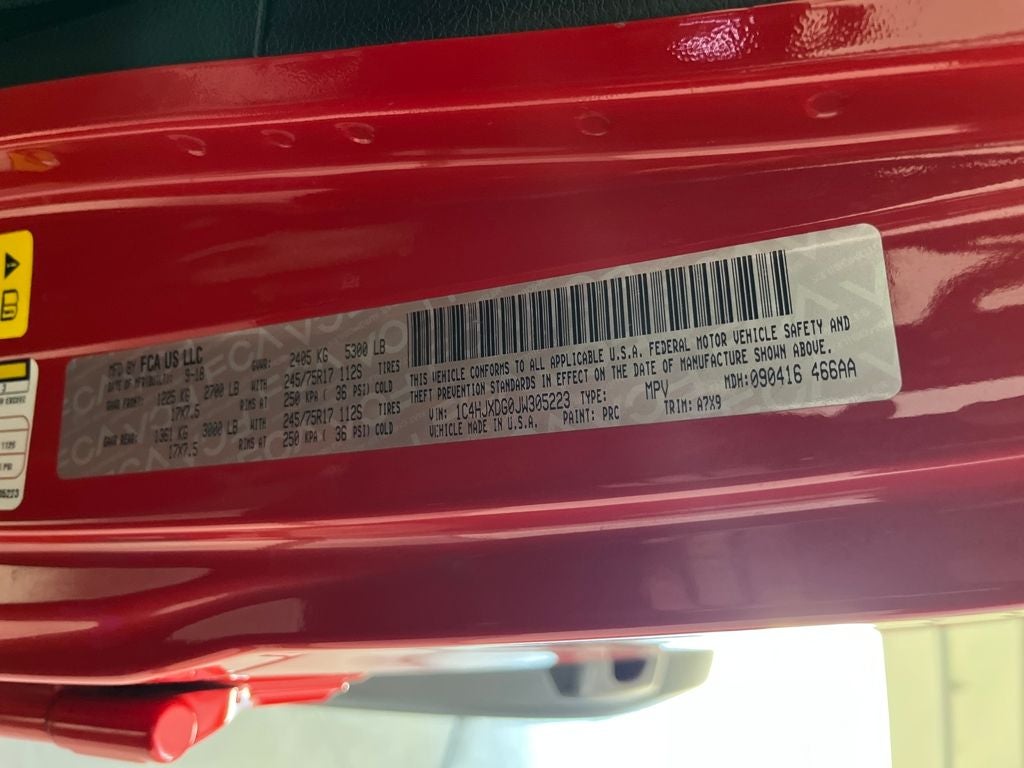 MFD BY FCA US LLC
DATE OF MFR: 9-18 GVWR: 2405 KG 5300 LB
GAWR FRONT: 1225 KG 2700 LB WITH 245/75R17 112S TIRES
17X7.5 RIMS AT 250 KPA ( 36 PSI) COLD
GAWR REAR: 1361 KG 3000 LB WITH 245/75R17 112S TIRES
17X7.5 RIMS AT 250 KPA ( 36 PSI) COLD
THIS VEHICLE CONFORMS TO ALL APPLICABLE U.S.A. FEDERAL MOTOR VEHICLE SAFETY AND
THEFT PREVENTION STANDARDS IN EFFECT ON THE DATE OF MANUFACTURE SHOWN ABOVE.
VIN: 1C4HJXDG0JW305223 TYPE: MPV MDH: 090416 466AA
VEHICLE MADE IN U.S.A. PAINT: PRC TRIM: A7X9
112S
PSI
05223